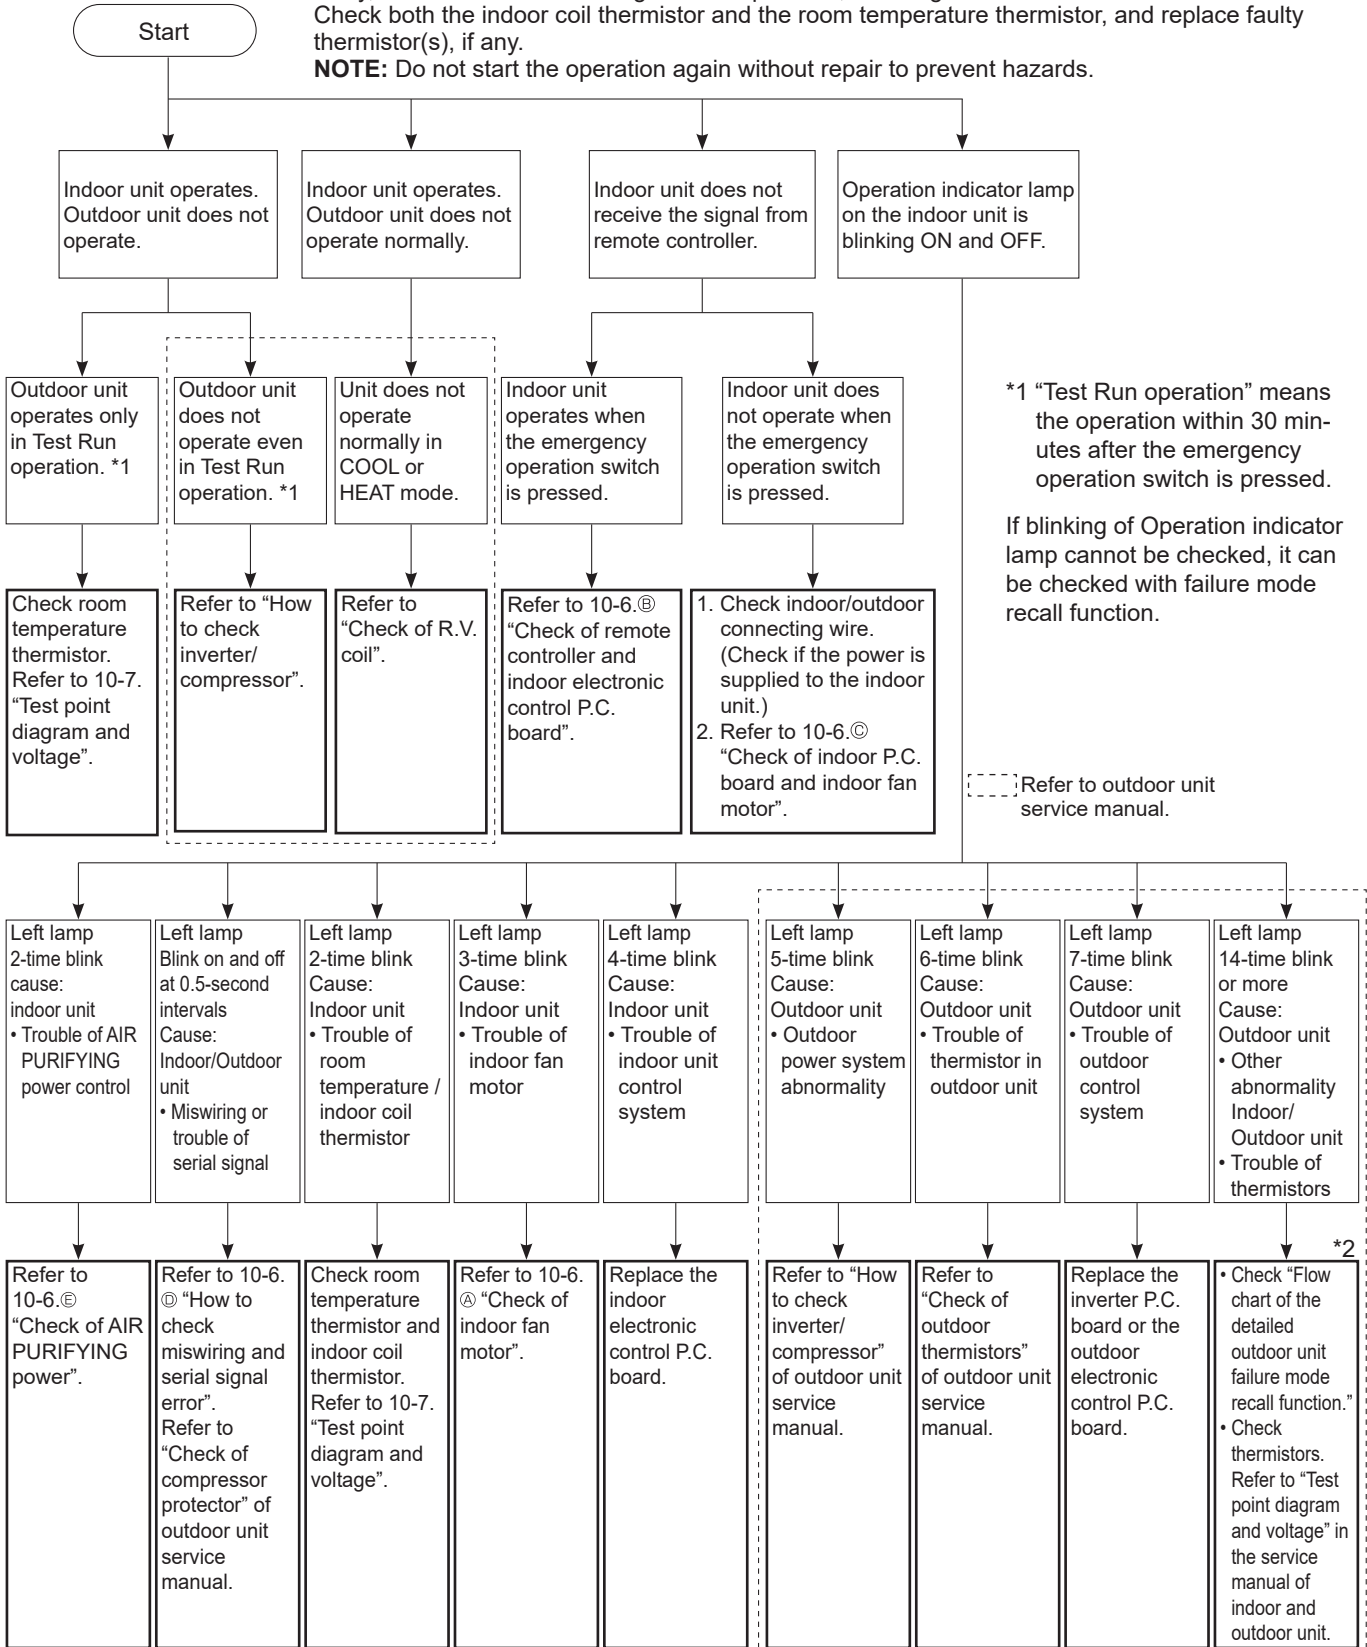 Start
Check both the indoor coil thermistor and the room temperature thermistor, and replace faulty
thermistor(s), if any.
NOTE: Do not start the operation again without repair to prevent hazards.
Indoor unit operates.
Outdoor unit does not
operate.
Indoor unit operates.
Outdoor unit does not
operate normally.
Indoor unit does not
receive the signal from
remote controller.
Operation indicator lamp
on the indoor unit is
blinking ON and OFF.
Outdoor unit
operates only
in Test Run
operation. *1
Outdoor unit
does not
operate even
in Test Run
operation. *1
Unit does not
operate
normally in
COOL or
HEAT mode.
Indoor unit
operates when
the emergency
operation switch
is pressed.
Indoor unit does
not operate when
the emergency
operation switch
is pressed.
*1 “Test Run operation” means
the operation within 30 min-
utes after the emergency
operation switch is pressed.
If blinking of Operation indicator
lamp cannot be checked, it can
be checked with failure mode
recall function.
Check room
temperature
thermistor.
Refer to 10-7.
“Test point
diagram and
voltage”.
Refer to “How
to check
inverter/
compressor”.
Refer to
“Check of R.V.
coil”.
Refer to 10-6.Ⓑ
“Check of remote
controller and
indoor electronic
control P.C.
board”.
1. Check indoor/outdoor
connecting wire.
(Check if the power is
supplied to the indoor
unit.)
2. Refer to 10-6.Ⓒ
“Check of indoor P.C.
board and indoor fan
motor”.
Refer to outdoor unit
service manual.
Left lamp
2-time blink
cause:
indoor unit
• Trouble of AIR
PURIFYING
power control
Left lamp
Blink on and off
at 0.5-second
intervals
Cause:
Indoor/Outdoor
unit
• Miswiring or
trouble of
serial signal
Left lamp
2-time blink
Cause:
Indoor unit
• Trouble of
room
temperature /
indoor coil
thermistor
Left lamp
3-time blink
Cause:
Indoor unit
• Trouble of
indoor fan
motor
Left lamp
4-time blink
Cause:
Indoor unit
• Trouble of
indoor unit
control
system
Left lamp
5-time blink
Cause:
Outdoor unit
• Outdoor
power system
abnormality
Left lamp
6-time blink
Cause:
Outdoor unit
• Trouble of
thermistor in
outdoor unit
Left lamp
7-time blink
Cause:
Outdoor unit
• Trouble of
outdoor
control
system
Left lamp
14-time blink
or more
Cause:
Outdoor unit
• Other
abnormality
Indoor/
Outdoor unit
• Trouble of
thermistors
*2
Refer to
10-6.Ⓔ
“Check of AIR
PURIFYING
power”.
Refer to 10-6.
Ⓓ “How to
check
miswiring and
serial signal
error”.
Refer to
“Check of
compressor
protector” of
outdoor unit
service
manual.
Check room
temperature
thermistor and
indoor coil
thermistor.
Refer to 10-7.
“Test point
diagram and
voltage”.
Refer to 10-6.
Ⓐ “Check of
indoor fan
motor”.
Replace the
indoor
electronic
control P.C.
board.
Refer to “How
to check
inverter/
compressor”
of outdoor unit
service
manual.
Refer to
“Check of
outdoor
thermistors”
of outdoor unit
service
manual.
Replace the
inverter P.C.
board or the
outdoor
electronic
control P.C.
board.
• Check “Flow
chart of the
detailed
outdoor unit
failure mode
recall function.”
• Check
thermistors.
Refer to “Test
point diagram
and voltage” in
the service
manual of
indoor and
outdoor unit.